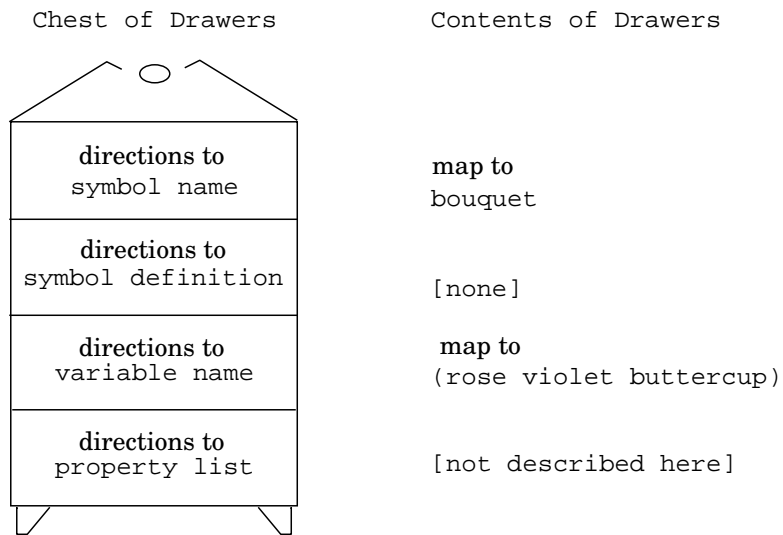 Chest of Drawers
Contents of Drawers
directions to
symbol name
map to
bouquet
directions to
symbol definition
[none]
directions to
variable name
map to
(rose violet buttercup)
directions to
property list
[not described here]